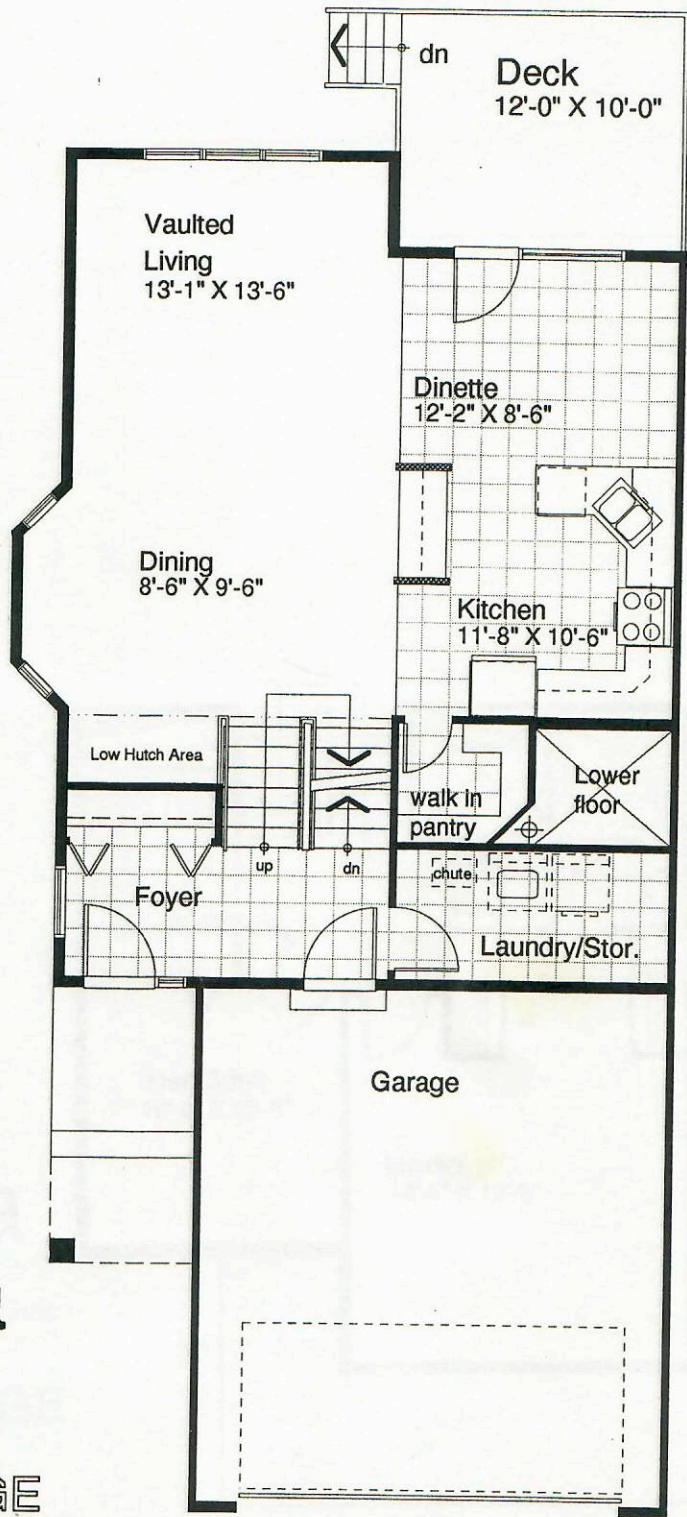 dn
Deck
12'-0" X 10'-0"
Vaulted
Living
13'-1" X 13'-6"
Dinette
12'-2" X 8'-6"
Dining
8'-6" X 9'-6"
Kitchen
11'-8" X 10'-6"
Low Hutch Area
walk in
pantry
Lower
floor
up
dn
chute
Foyer
Laundry/Stor.
Garage